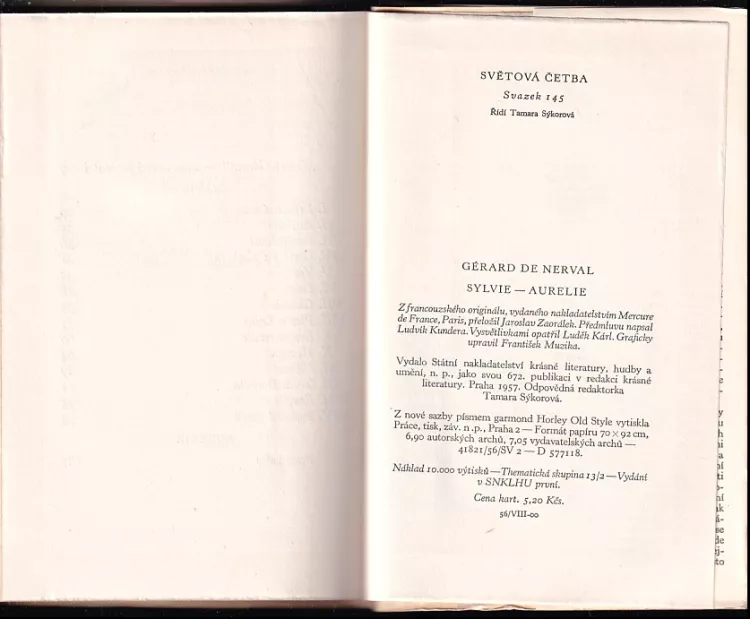 SVĚTOVÁ ČETBA
Svazek 145
Řídí Tamara Sýkorová
GÉRARD DE NERVAL
SYLVIE — AURELIE
Z francouzského originálu, vydaného nakladatelstvím Mercure
de France, Paris, přeložil Jaroslav Zaorálek. Předmluvu napsal
Ludvík Kundera. Vysvětlivkami opatřil Luděk Kárl. Graficky
upravil František Muzika.
Vydalo Státní nakladatelství krásné literatury, hudby a
umění, n. p., jako svou 672. publikaci v redakci krásné
literatury. Praha 1957. Odpovědná redaktorka
Tamara Sýkorová.
Z nové sazby písmem garmond Horley Old Style vytiskla
Práce, tisk, záv. n. p., Praha 2 — Formát papíru 70 × 92 cm,
6,90 autorských archů, 7,05 vydavatelských archů —
41821/56/SV 2 — D 577118.
Náklad 10.000 výtisků — Thematická skupina 13/2 — Vydání
v SNKLHU první.
Cena kart. 5,20 Kčs.
56/VIII-00